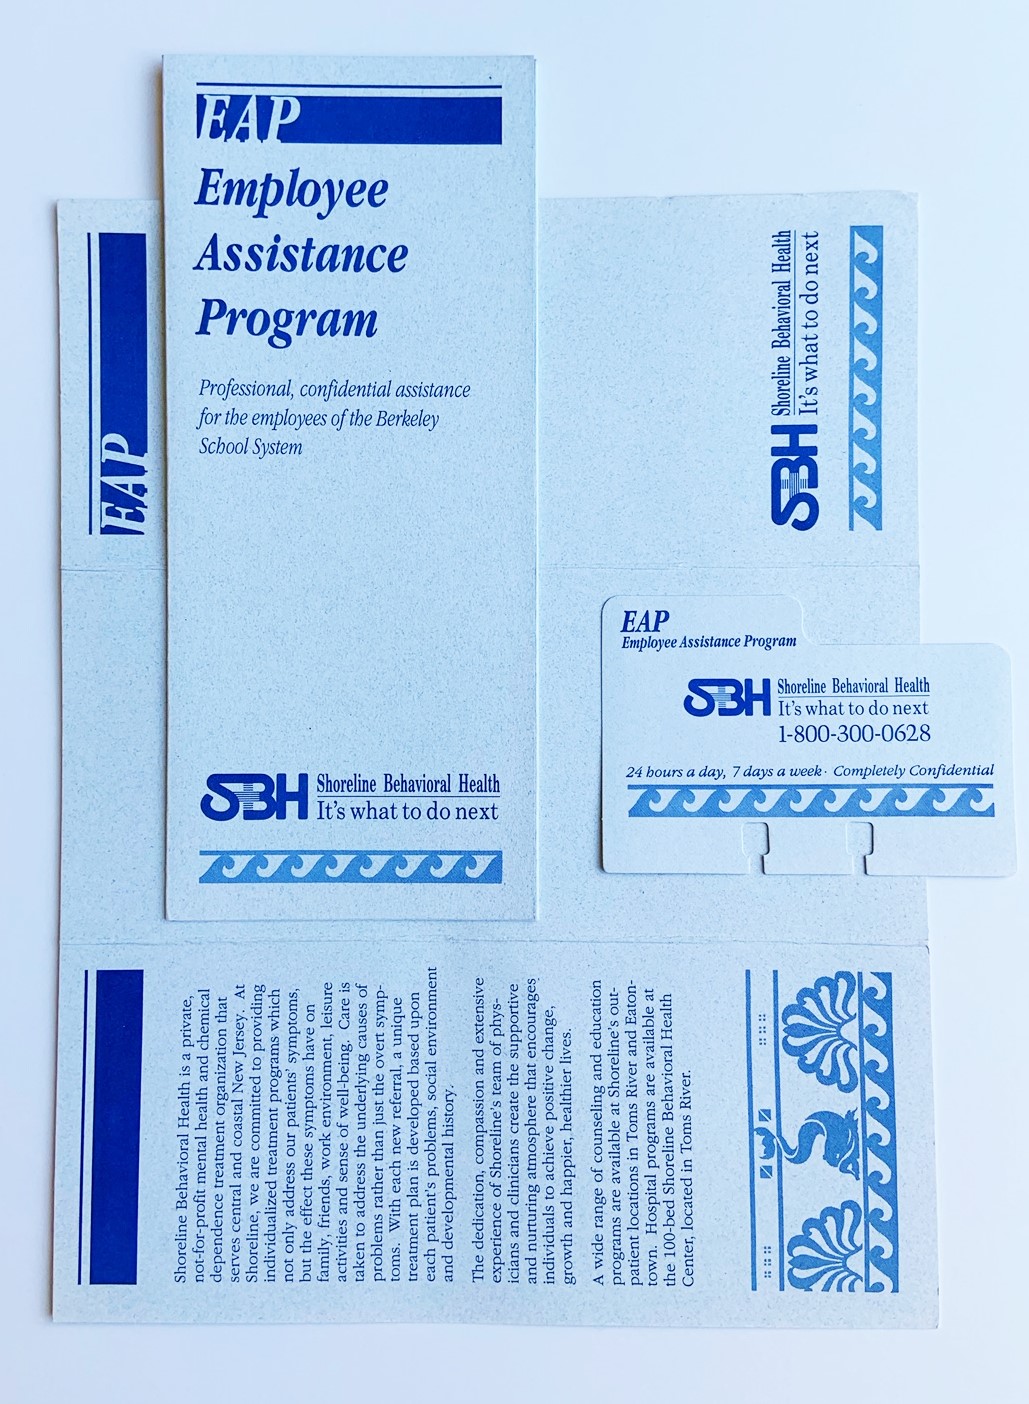 EAP
Employee
Assistance
Program
Professional, confidential assistance
for the employees of the Berkeley
School System
SBH
Shoreline Behavioral Health
It's what to do next
EAP
SBH
Shoreline Behavioral Health
It's what to do next
EAP
Employee Assistance Program
SBH
Shoreline Behavioral Health
It's what to do next
1-800-300-0628
24 hours a day, 7 days a week · Completely Confidential
Shoreline Behavioral Health is a private,
not-for-profit mental health and chemical
dependence treatment organization that
serves central and coastal New Jersey. At
Shoreline, we are committed to providing
individualized treatment programs which
not only address our patients' symptoms,
but the effect these symptoms have on
family, friends, work environment, leisure
activities and sense of well-being. Care is
taken to address the underlying causes of
problems rather than just the overt symp-
toms. With each new referral, a unique
treatment plan is developed based upon
each patient's problems, social environment
and developmental history.
The dedication, compassion and extensive
experience of Shoreline's team of phys-
icians and clinicians create the supportive
and nurturing atmosphere that encourages
individuals to achieve positive change,
growth and happier, healthier lives.
A wide range of counseling and education
programs are available at Shoreline's out-
patient locations in Toms River and Eaton-
town. Hospital programs are available at
the 100-bed Shoreline Behavioral Health
Center, located in Toms River.